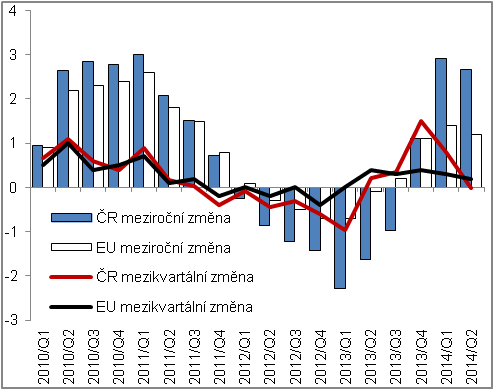 4
3
2
1
0
-1
-2
-3
ČR meziroční změna
EU meziroční změna
ČR mezikvartální změna
EU mezikvartální změna
2010/Q1
2010/Q2
2010/Q3
2010/Q4
2011/Q1
2011/Q2
2011/Q3
2011/Q4
2012/Q1
2012/Q2
2012/Q3
2012/Q4
2013/Q1
2013/Q2
2013/Q3
2013/Q4
2014/Q1
2014/Q2